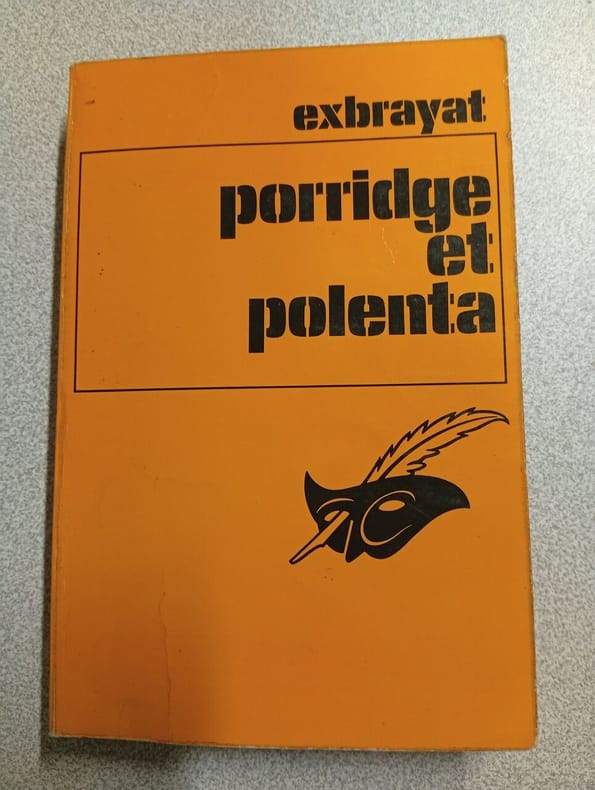 exbrayat
porridge
et
polenta